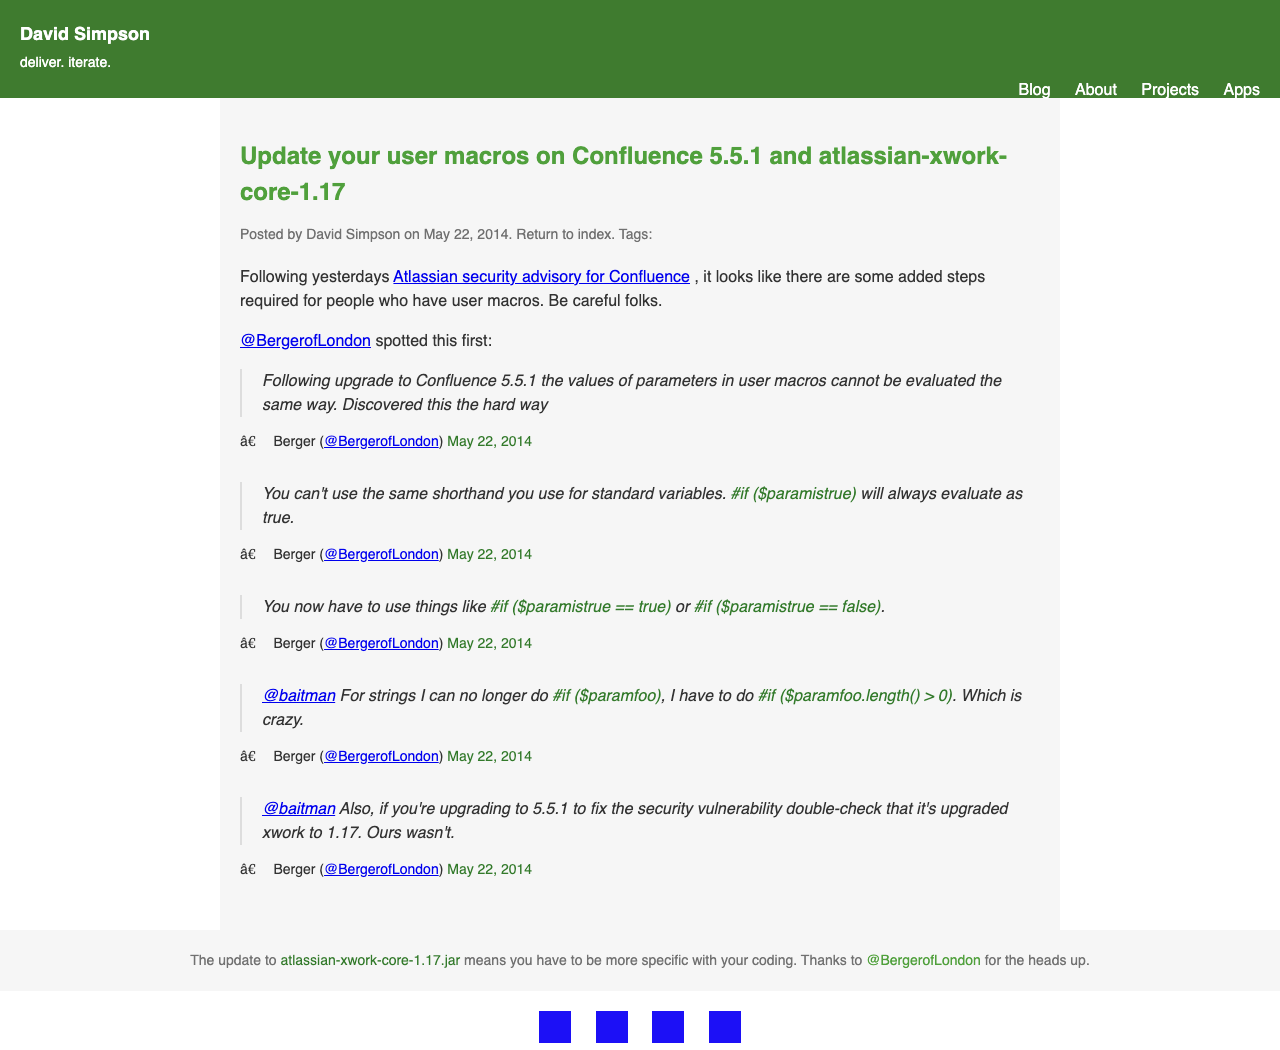 David Simpson
deliver. iterate.
Blog About Projects Apps
Update your user macros on Confluence 5.5.1 and atlassian-xwork-
core-1.17
Posted by David Simpson on May 22, 2014. Return to index. Tags:
Following yesterdays Atlassian security advisory for Confluence , it looks like there are some added steps
required for people who have user macros. Be careful folks.
@BergerofLondon spotted this first:
Following upgrade to Confluence 5.5.1 the values of parameters in user macros cannot be evaluated the
same way. Discovered this the hard way
â€ Berger (@BergerofLondon) May 22, 2014
You can't use the same shorthand you use for standard variables. #if ($paramistrue) will always evaluate as
true.
â€ Berger (@BergerofLondon) May 22, 2014
You now have to use things like #if ($paramistrue == true) or #if ($paramistrue == false).
â€ Berger (@BergerofLondon) May 22, 2014
@baitman For strings I can no longer do #if ($paramfoo), I have to do #if ($paramfoo.length() > 0). Which is
crazy.
â€ Berger (@BergerofLondon) May 22, 2014
@baitman Also, if you're upgrading to 5.5.1 to fix the security vulnerability double-check that it's upgraded
xwork to 1.17. Ours wasn't.
â€ Berger (@BergerofLondon) May 22, 2014
The update to atlassian-xwork-core-1.17.jar means you have to be more specific with your coding. Thanks to @BergerofLondon for the heads up.